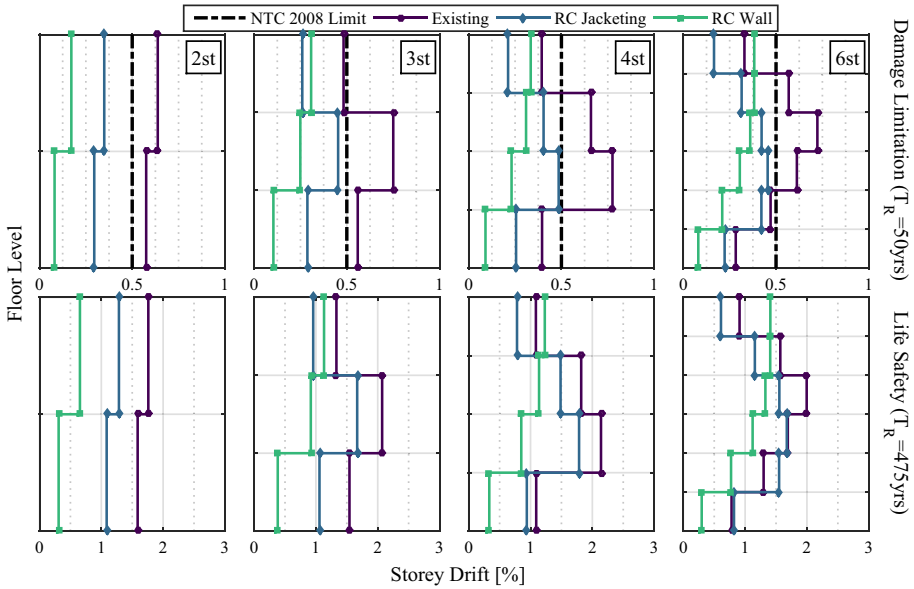 NTC 2008 Limit Existing RC Jacketing RC Wall
2st 3st 4st 6st
0 0.5 1 0 0.5 1 0 0.5 1 0 0.5 1
Damage Limitation (T_R =50yrs)
Floor Level
0 1 2 3 0 1 2 3 0 1 2 3 0 1 2 3
Life Safety (T_R =475yrs)
Storey Drift [%]